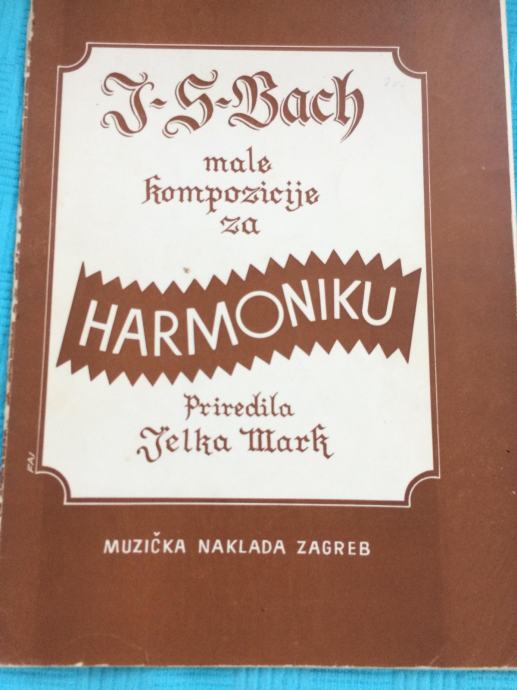 J-S-Bach
male
kompozicije
za
HARMONIKU
Priredila
Jelka Mark
MUZIČKA NAKLADA ZAGREB